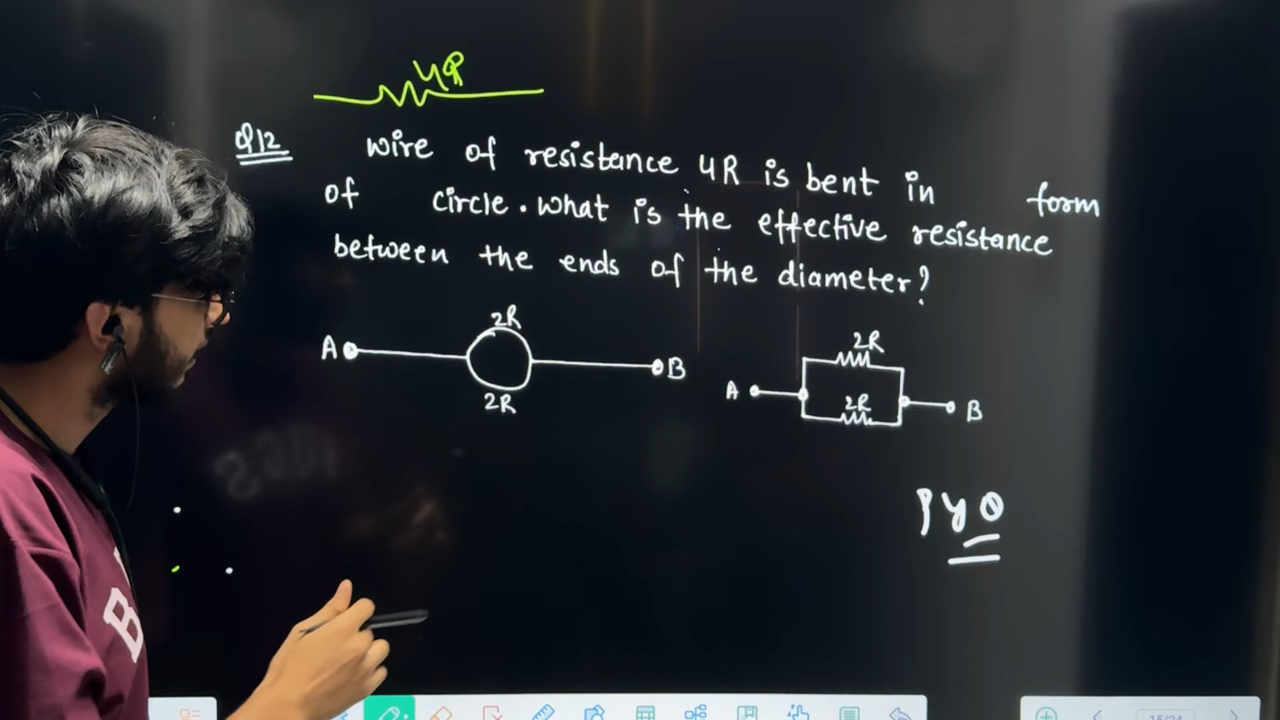 4R
Q12 Wire of resistance 4R is bent in form
of circle. What is the effective resistance
between the ends of the diameter?
2R
A B
2R
2R
A B
2R
PYQ
B